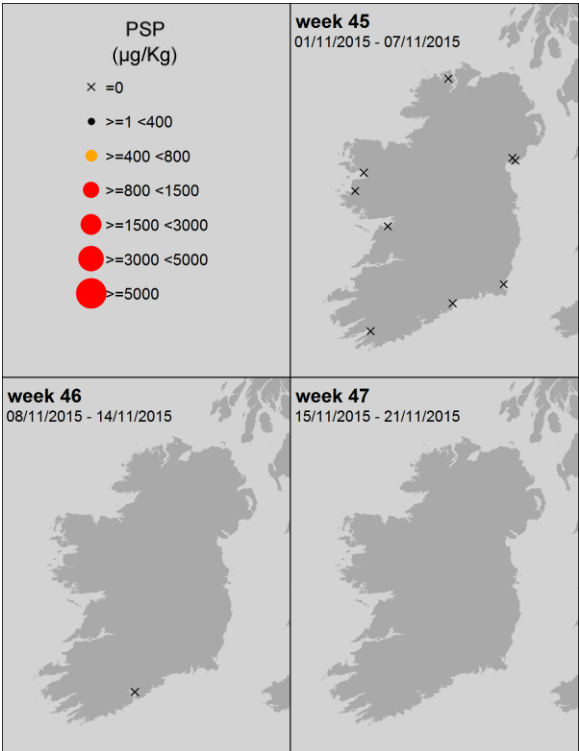 PSP
(µg/Kg)
=0
>=1 <400
>=400 <800
>=800 <1500
>=1500 <3000
>=3000 <5000
>=5000
week 45
01/11/2015 - 07/11/2015
week 46
08/11/2015 - 14/11/2015
week 47
15/11/2015 - 21/11/2015